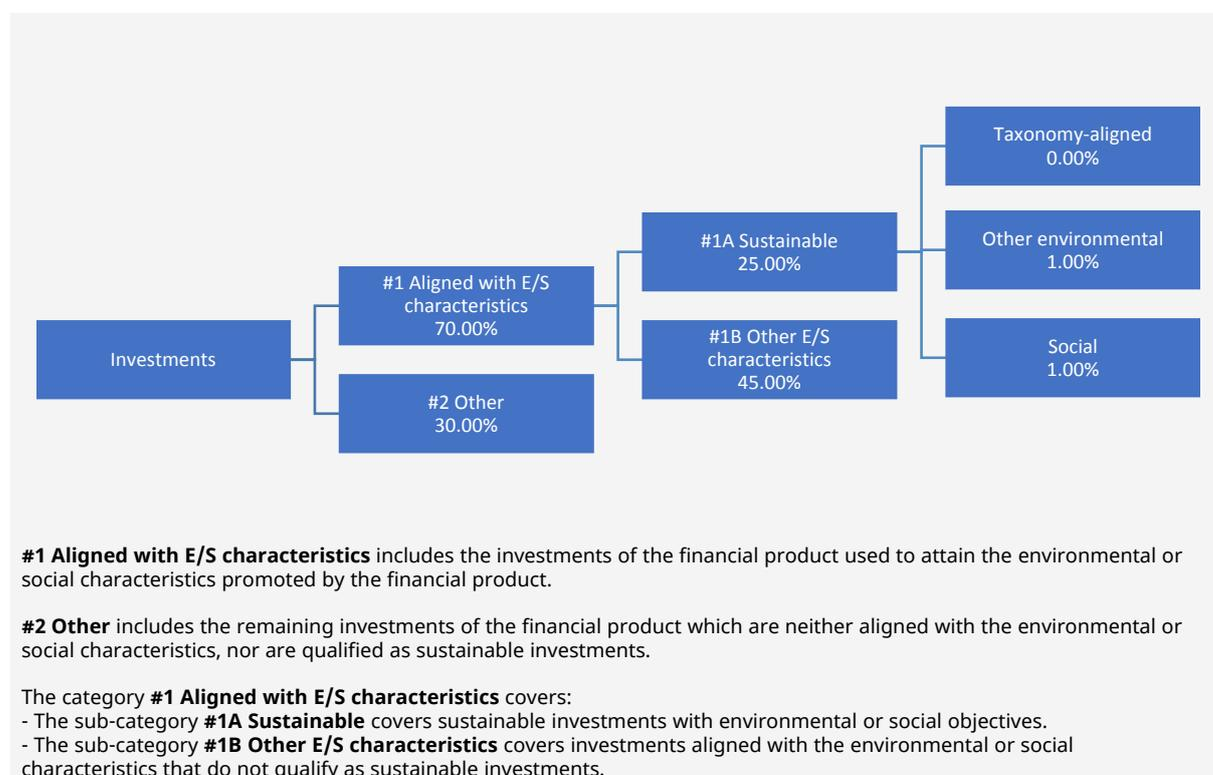 Taxonomy-aligned
0.00%
#1A Sustainable
25.00%
Other environmental
1.00%
#1 Aligned with E/S
characteristics
70.00%
Investments
#1B Other E/S
characteristics
45.00%
Social
1.00%
#2 Other
30.00%
#1 Aligned with E/S characteristics includes the investments of the financial product used to attain the environmental or
social characteristics promoted by the financial product.
#2 Other includes the remaining investments of the financial product which are neither aligned with the environmental or
social characteristics, nor are qualified as sustainable investments.
The category #1 Aligned with E/S characteristics covers:
- The sub-category #1A Sustainable covers sustainable investments with environmental or social objectives.
- The sub-category #1B Other E/S characteristics covers investments aligned with the environmental or social
characteristics that do not qualify as sustainable investments.